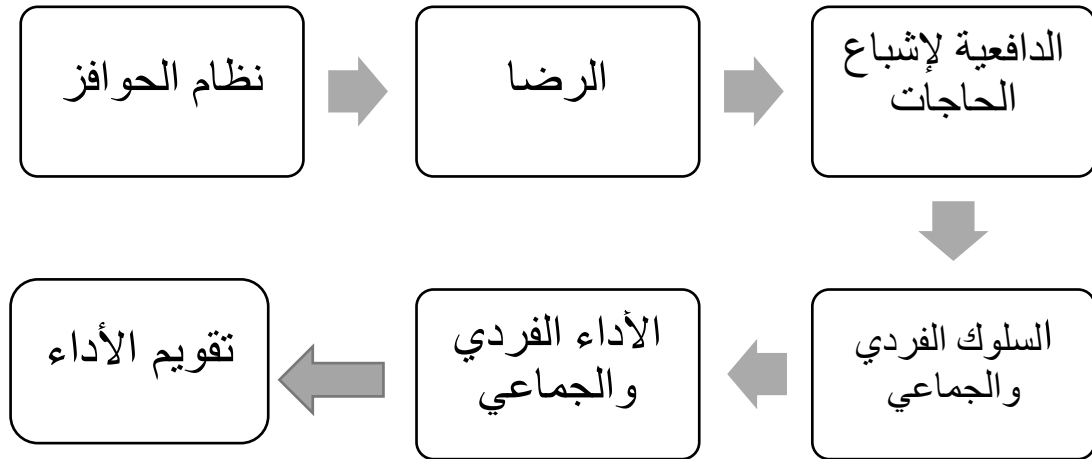 نظام الحوافز
الرضا
الدافعية لإشباع
الحاجات
السلوك الفردي
والجماعي
الأداء الفردي
والجماعي
تقويم الأداء